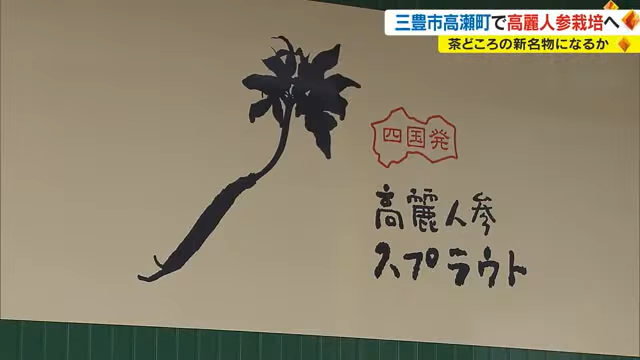 三豊市高瀬町で高麗人参栽培へ
茶どころの新名物になるか
四国発
高麗人参
スプラウト